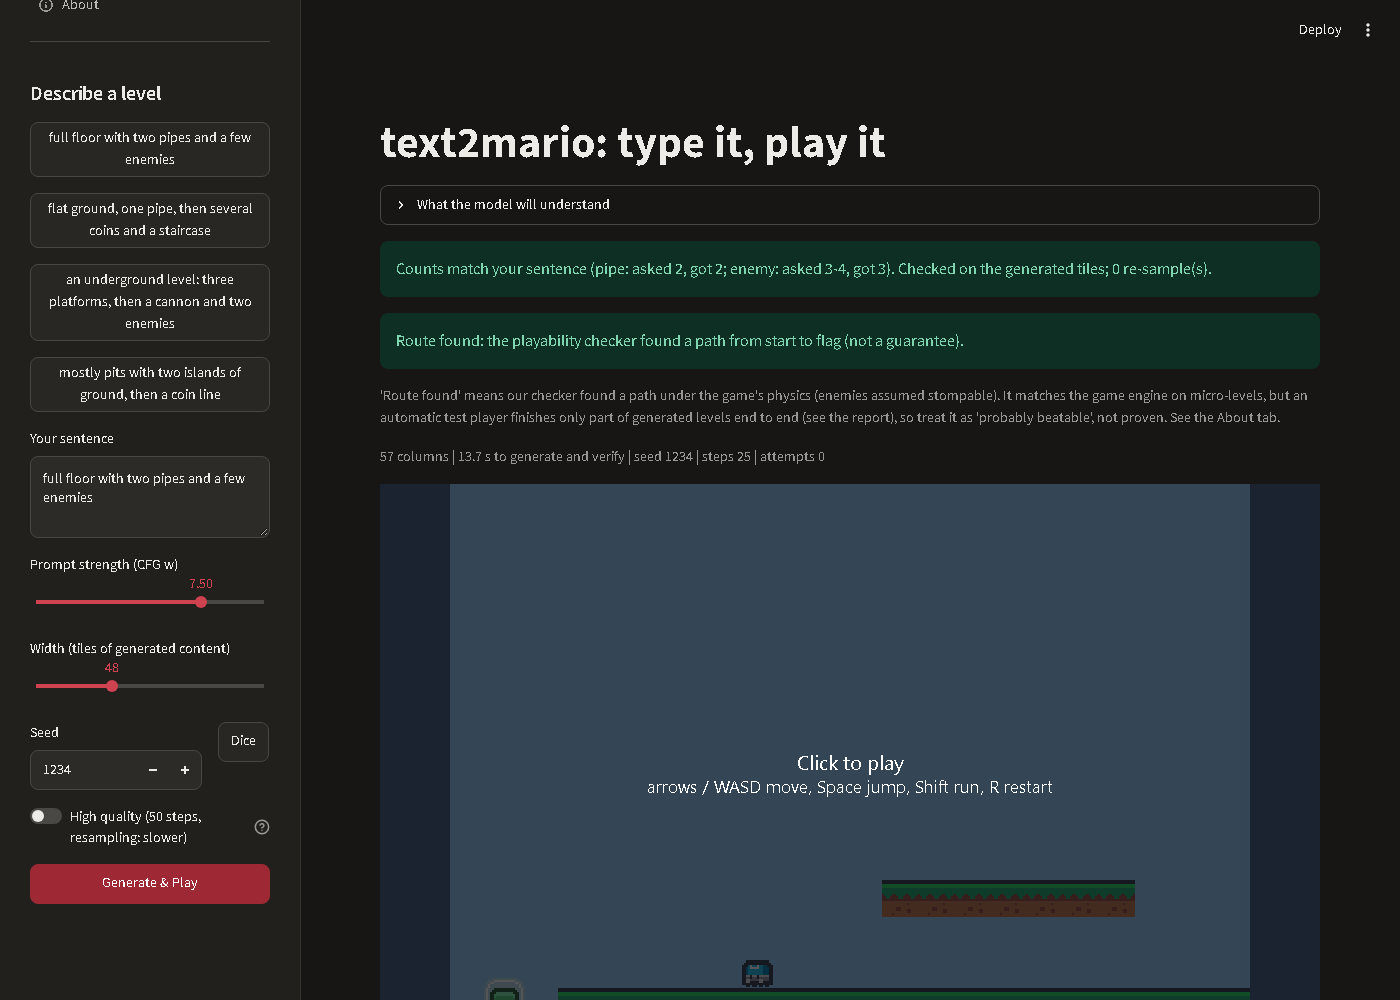 About
Describe a level
full floor with two pipes and a few
enemies
flat ground, one pipe, then several
coins and a staircase
an underground level: three
platforms, then a cannon and two
enemies
mostly pits with two islands of
ground, then a coin line
Your sentence
full floor with two pipes and a few
enemies
Prompt strength (CFG w)
7.50
Width (tiles of generated content)
48
Seed
1234
Dice
High quality (50 steps,
resampling: slower)
Generate & Play
Deploy
text2mario: type it, play it
What the model will understand
Counts match your sentence (pipe: asked 2, got 2; enemy: asked 3-4, got 3). Checked on the generated tiles; 0 re-sample(s).
Route found: the playability checker found a path from start to flag (not a guarantee).
'Route found' means our checker found a path under the game's physics (enemies assumed stompable). It matches the game engine on micro-levels, but an
automatic test player finishes only part of generated levels end to end (see the report), so treat it as 'probably beatable', not proven. See the About tab.
57 columns | 13.7 s to generate and verify | seed 1234 | steps 25 | attempts 0
Click to play
arrows / WASD move, Space jump, Shift run, R restart